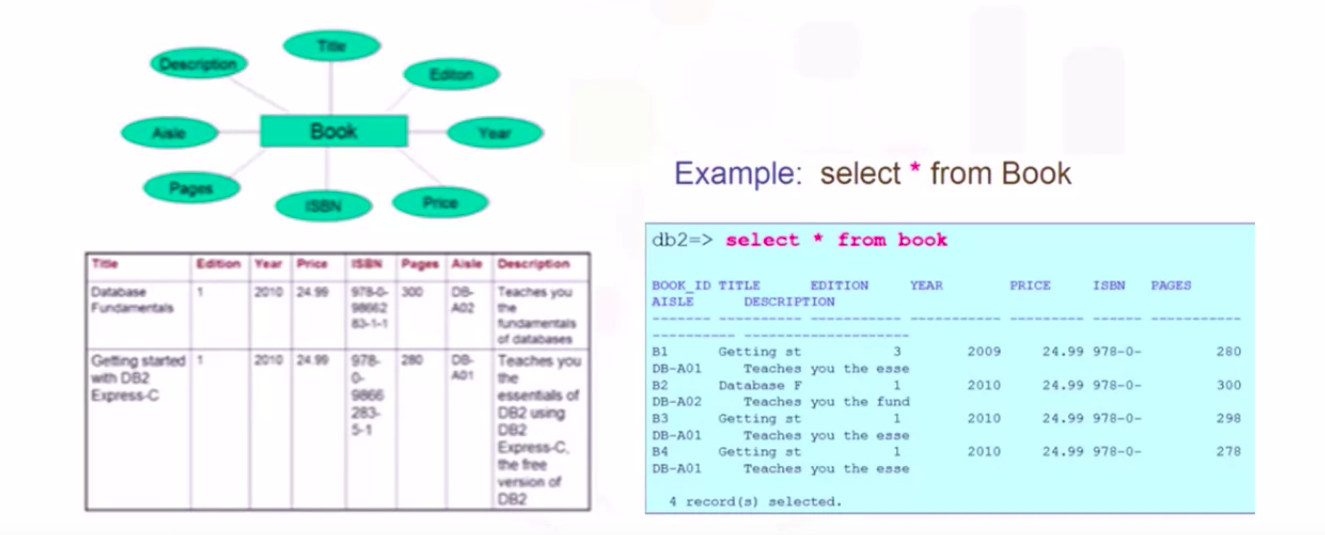 Title
Description
Editon
Aisle
Book
Year
Pages
ISBN
Price
Title Edition Year Price ISBN Pages Aisle Description
Database 1 2010 24.99 978-0- 300 DB- Teaches you
Fundamentals 98662 A02 the
83-1-1 fundamentals
of databases
Getting started 1 2010 24.99 978- 280 DB- Teaches you
with DB2 0- A01 the
Express-C 9866 essentials of
283- DB2 using
5-1 DB2
Express-C,
the free
version of
DB2
Example: select * from Book
db2=> select * from book
BOOK_ID TITLE EDITION YEAR PRICE ISBN PAGES
AISLE DESCRIPTION
------- ---------- ----------- ----------- --------- ------ -----------
---------- --------------------
B1 Getting st 3 2009 24.99 978-0- 280
DB-A01 Teaches you the esse
B2 Database F 1 2010 24.99 978-0- 300
DB-A02 Teaches you the fund
B3 Getting st 1 2010 24.99 978-0- 298
DB-A01 Teaches you the esse
B4 Getting st 1 2010 24.99 978-0- 278
DB-A01 Teaches you the esse
4 record(s) selected.